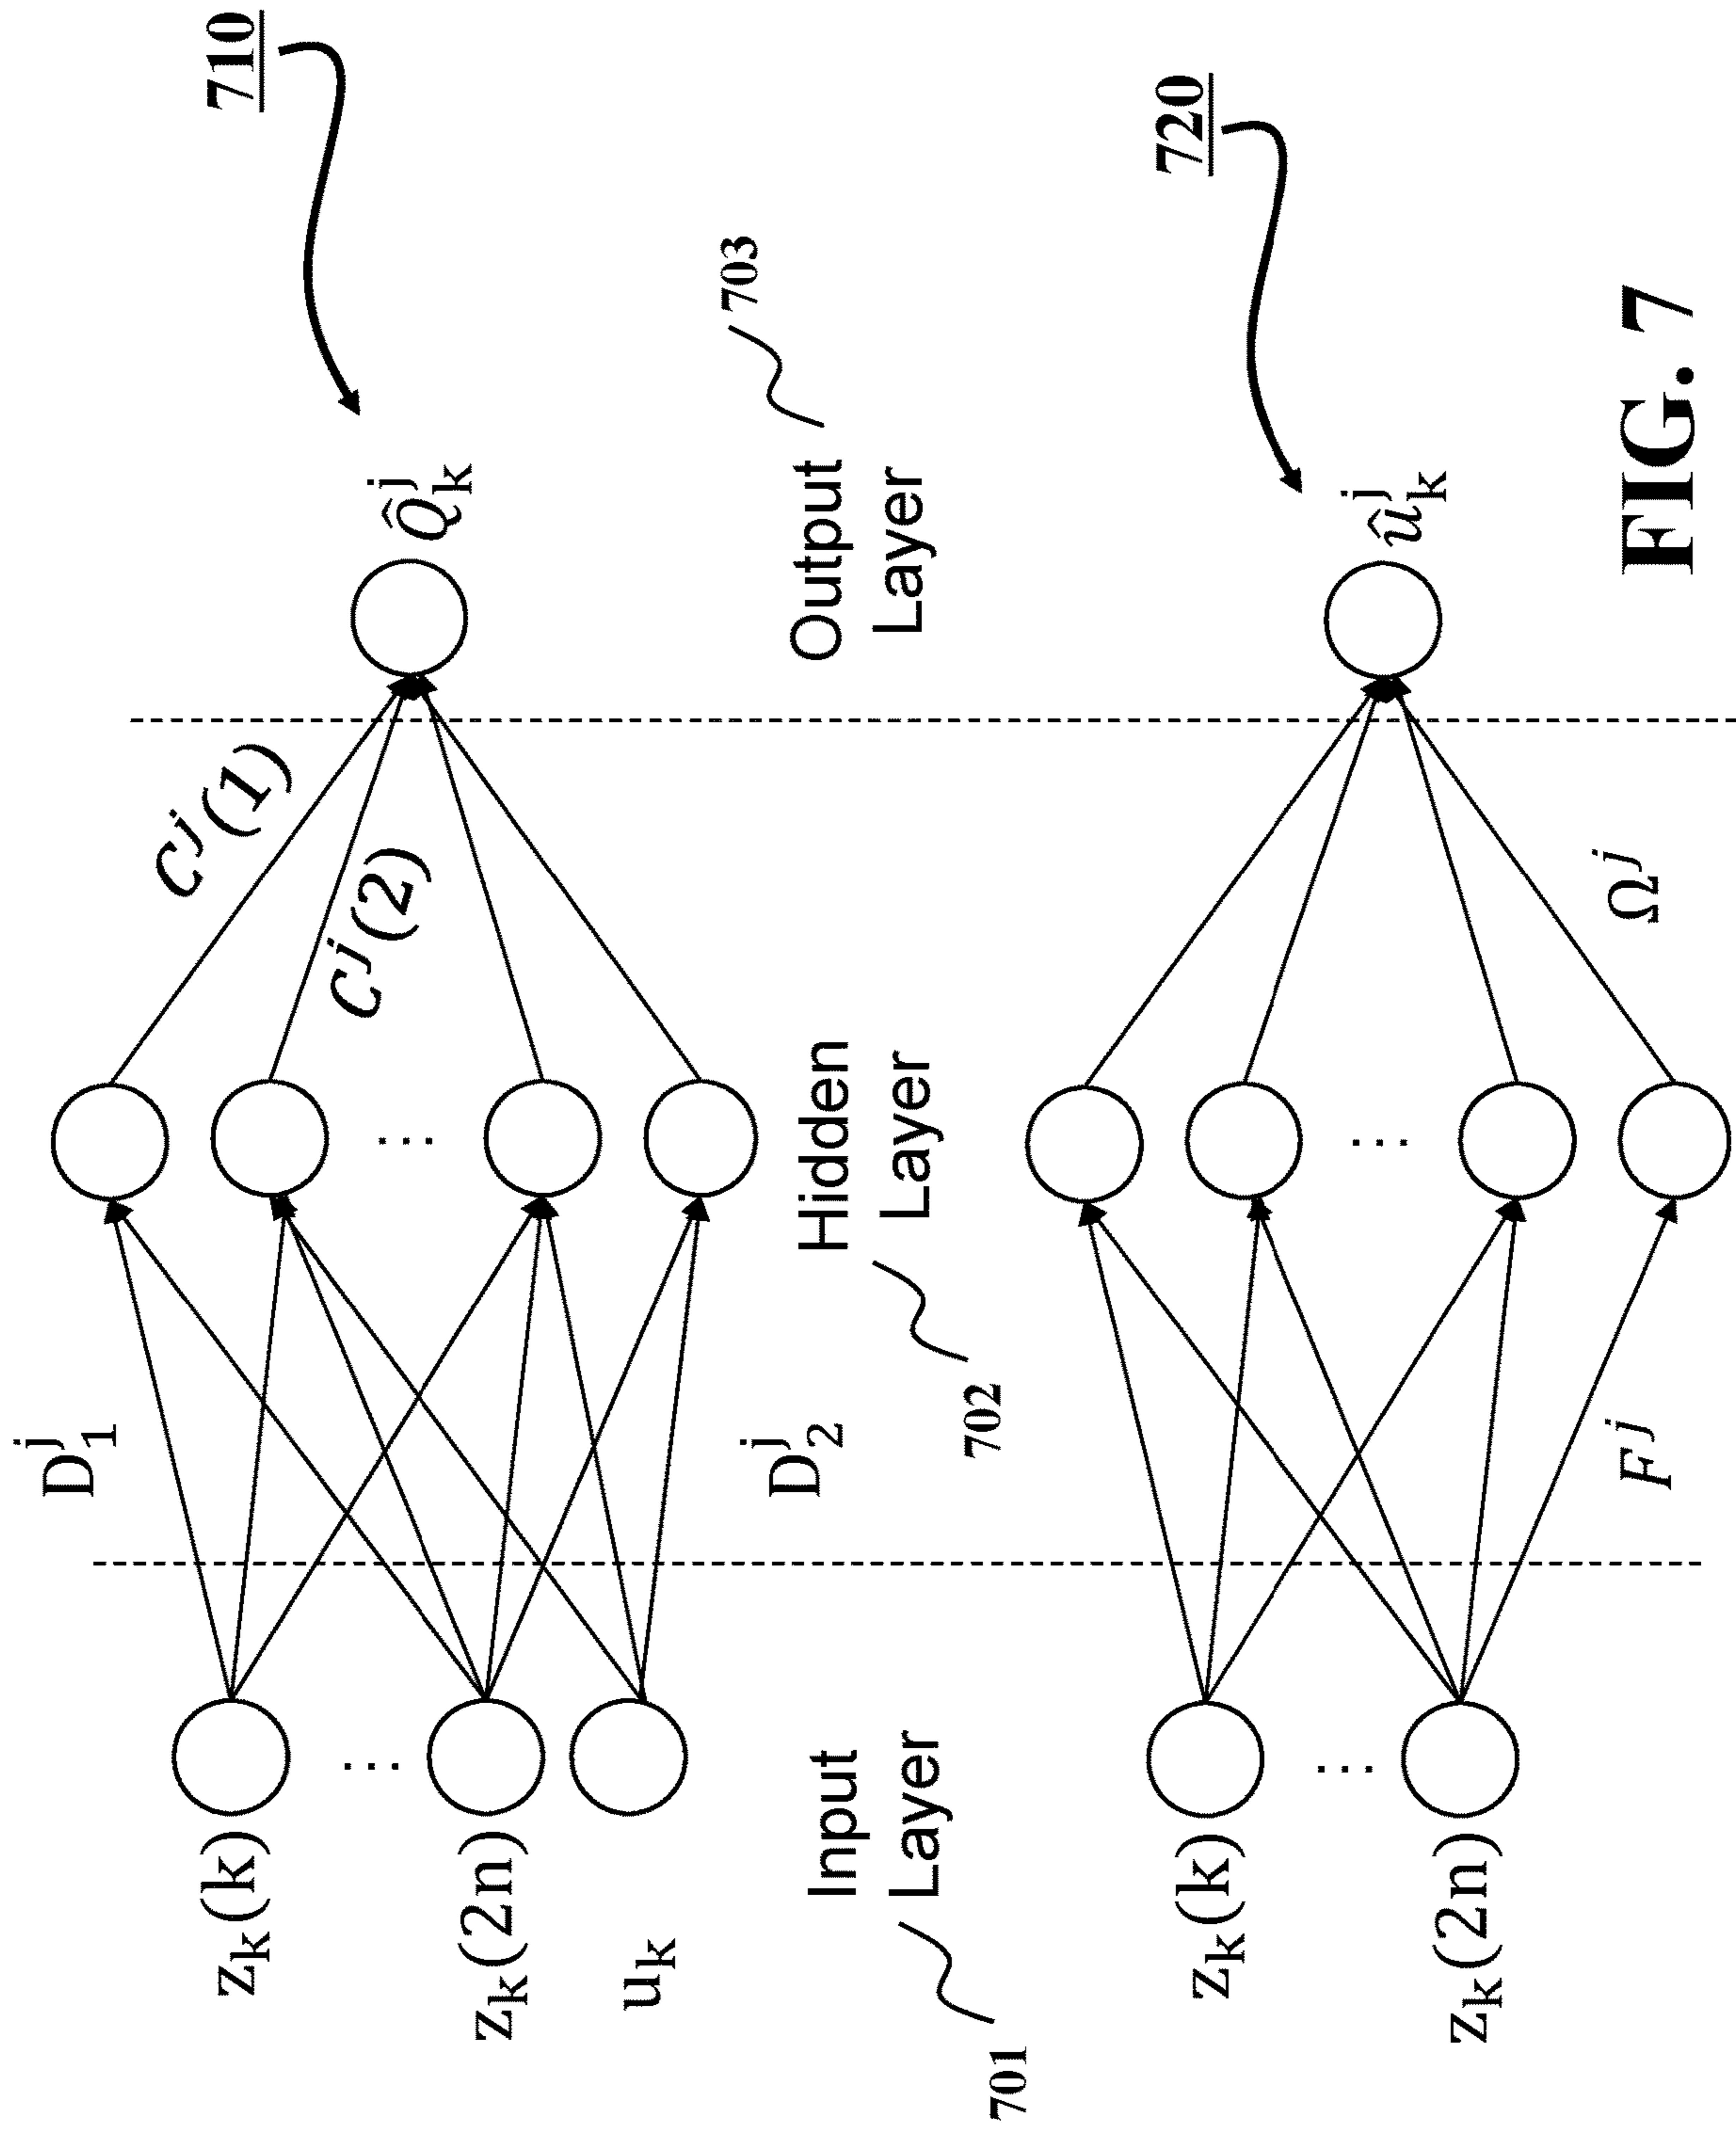 710
D₁ʲ
cʲ(1)
cʲ(2)
zₖ(k)
...
...
Q̂ₖʲ
zₖ(2n)
uₖ
D₂ʲ
703
Input
Layer
Hidden
Layer
Output
Layer
701
702
720
zₖ(k)
...
...
ûₖʲ
zₖ(2n)
Fʲ
Ωʲ
FIG. 7